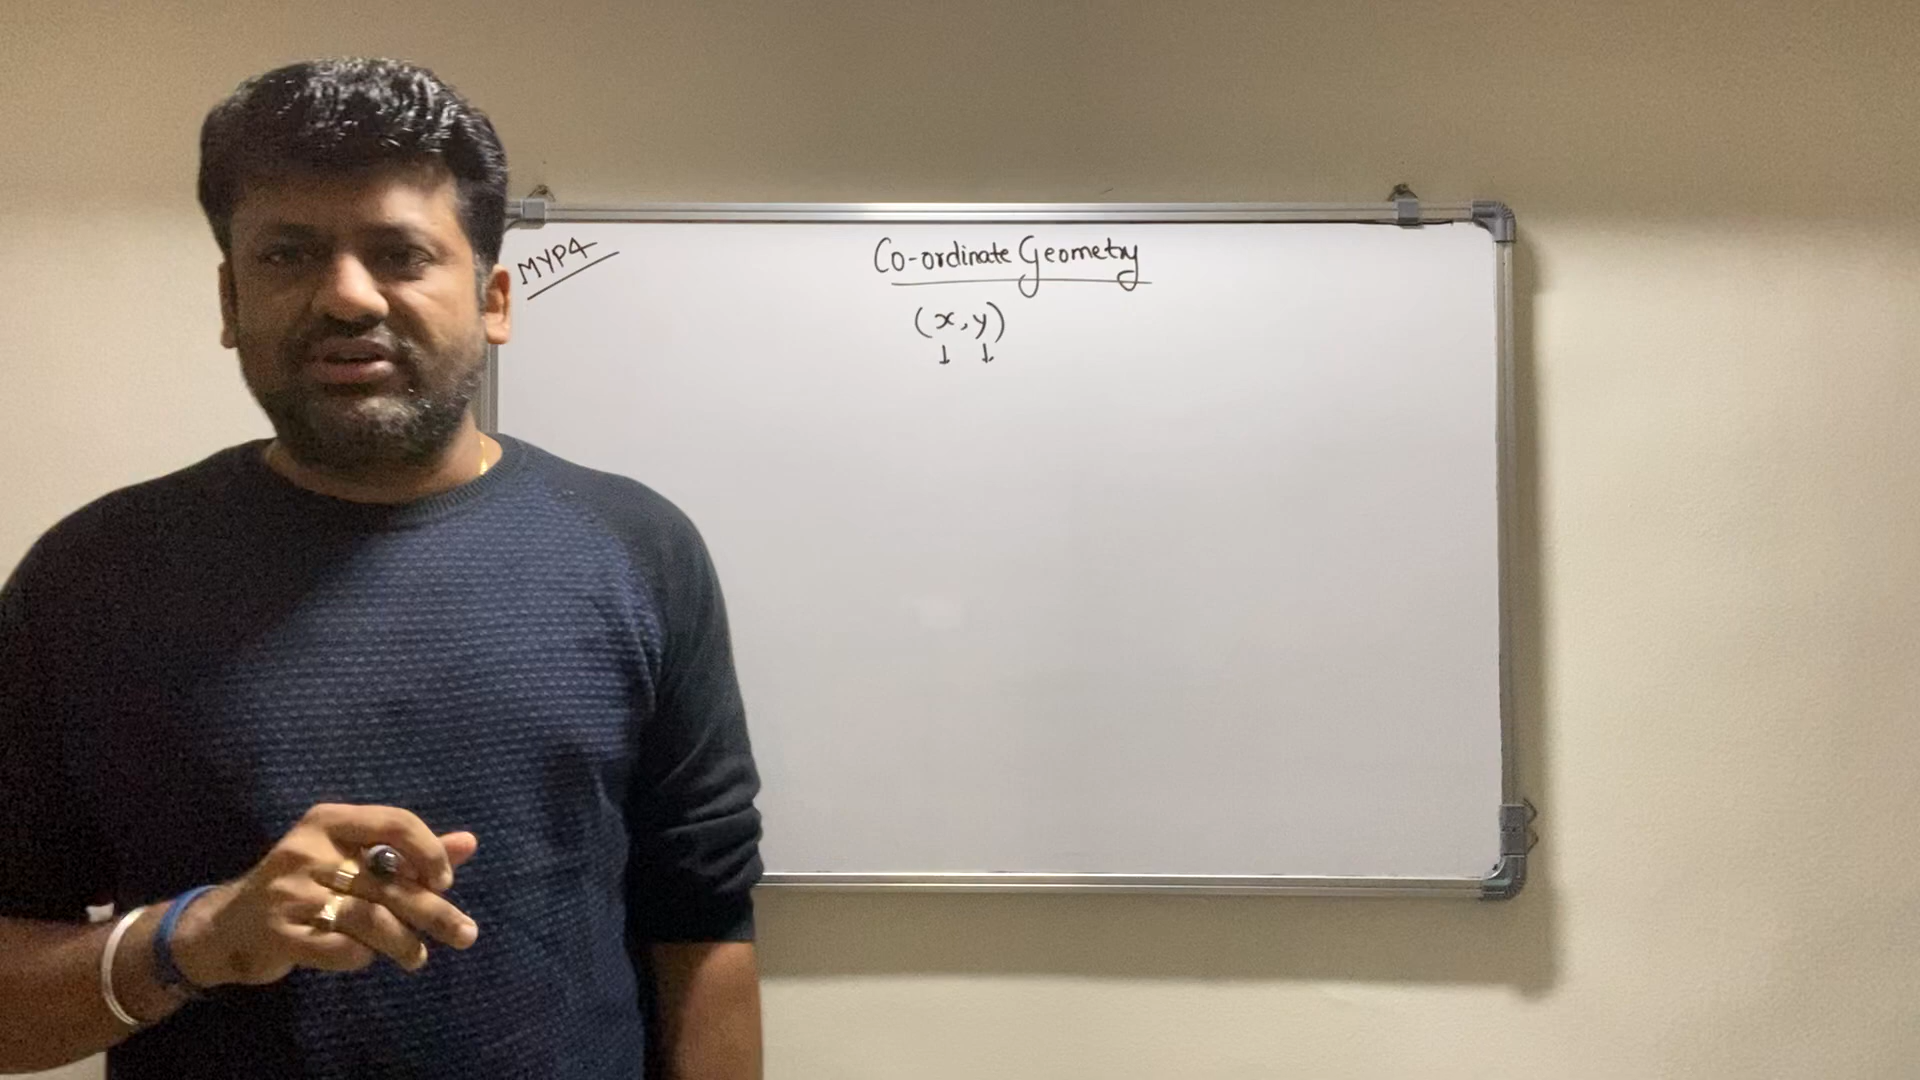 MYP4
Co-ordinate Geometry
(x, y)
↓ ↓